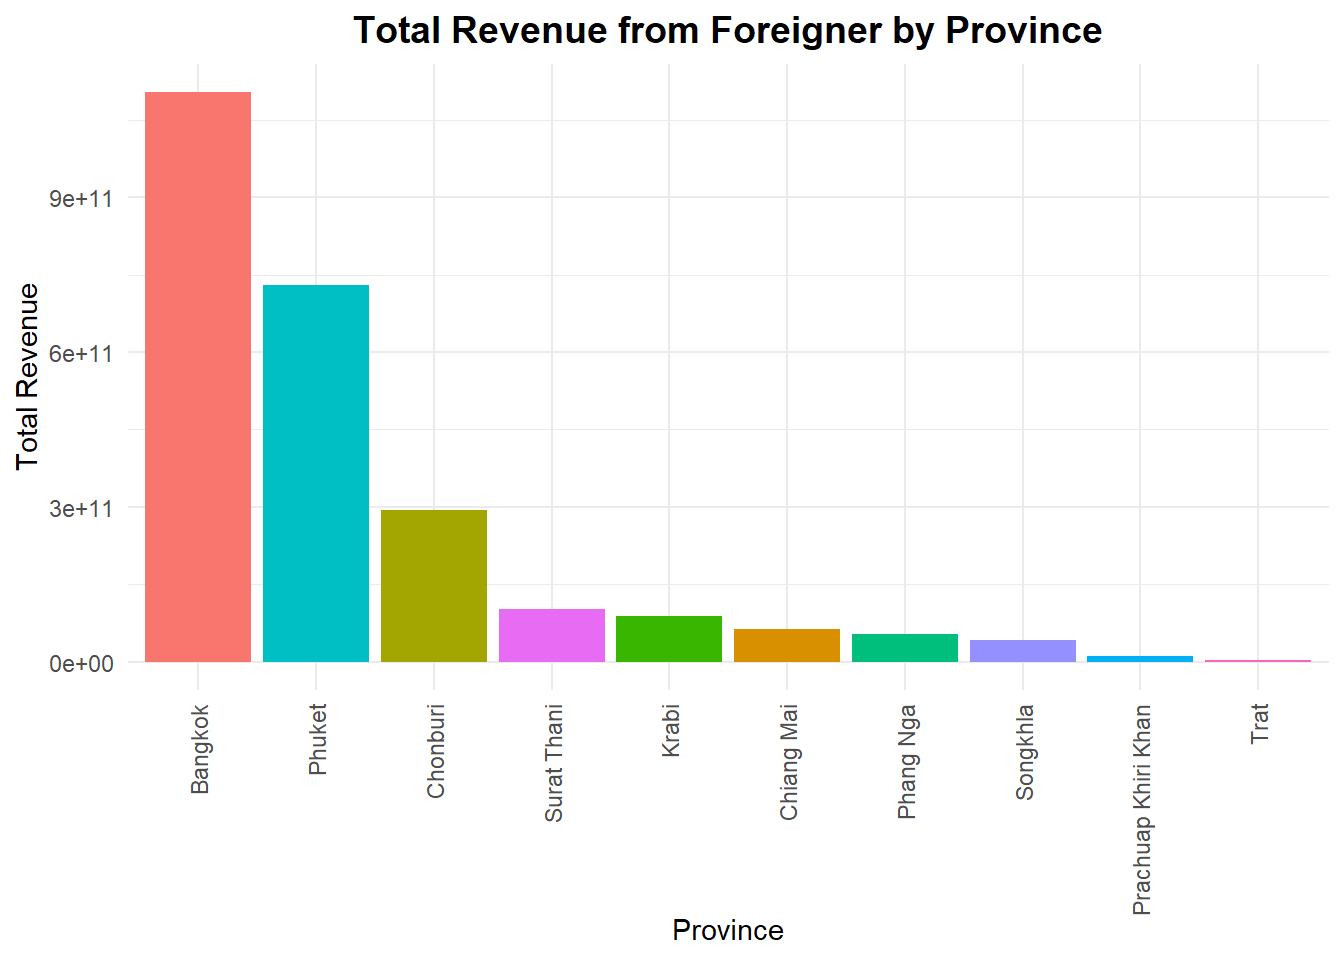 Total Revenue from Foreigner by Province
Total Revenue
9e+11
6e+11
3e+11
0e+00
Bangkok
Phuket
Chonburi
Surat Thani
Krabi
Chiang Mai
Phang Nga
Songkhla
Prachuap Khiri Khan
Trat
Province